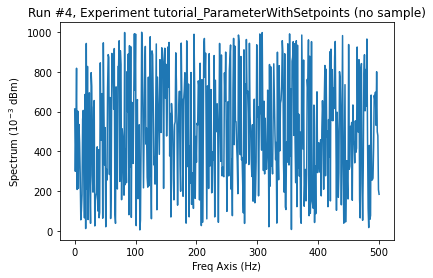 Run #4, Experiment tutorial_ParameterWithSetpoints (no sample)
Spectrum (10⁻³ dBm)
1000
800
600
400
200
0
0 100 200 300 400 500
Freq Axis (Hz)